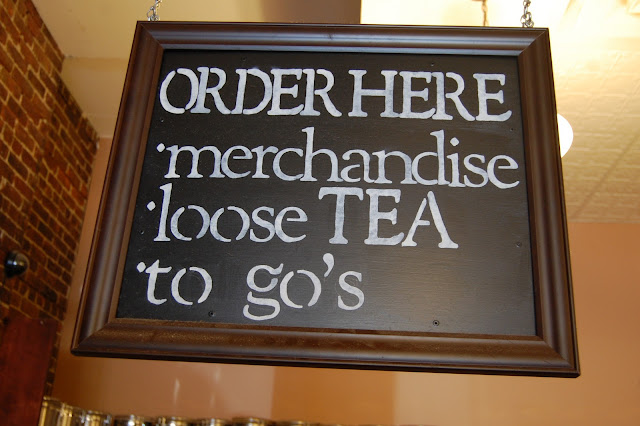 ORDER HERE
·merchandise
·loose TEA
·to go's